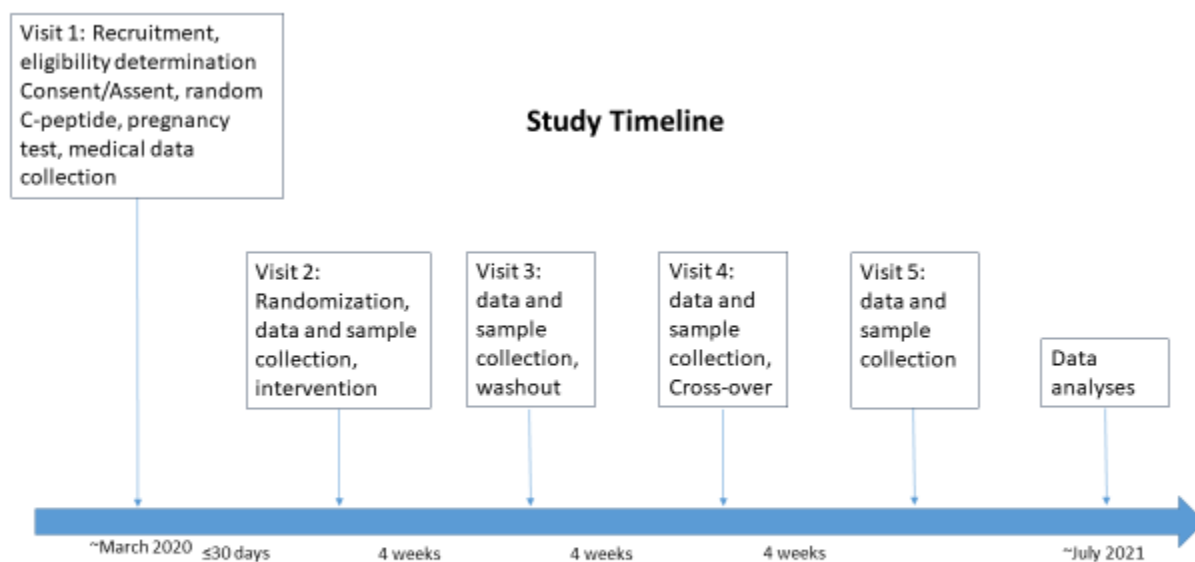 Visit 1: Recruitment,
eligibility determination
Consent/Assent, random
C-peptide, pregnancy
test, medical data
collection
Study Timeline
Visit 2:
Randomization,
data and sample
collection,
intervention
Visit 3:
data and
sample
collection,
washout
Visit 4:
data and
sample
collection,
Cross-over
Visit 5:
data and
sample
collection
Data
analyses
~March 2020
≤30 days
4 weeks
4 weeks
4 weeks
~July 2021